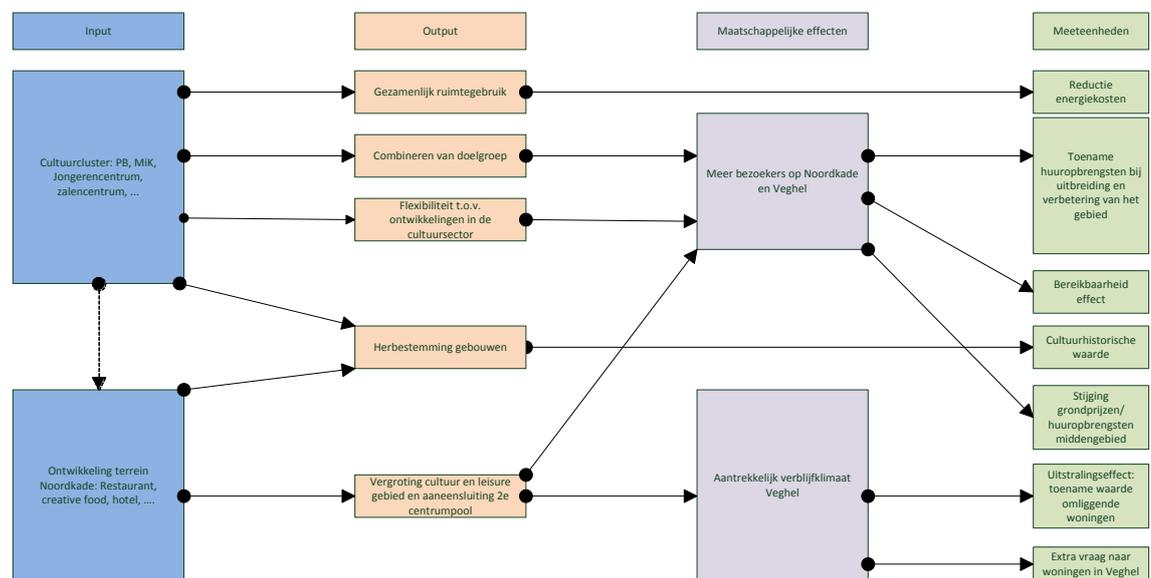 Input
Output
Maatschappelijke effecten
Meeteenheden
Cultuurcluster: PB, MiK,
Jongerencentrum,
zalencentrum, ...
Gezamenlijk ruimtegebruik
Reductie
energiekosten
Combineren van doelgroep
Meer bezoekers op Noordkade
en Veghel
Toename
huuropbrengsten bij
uitbreiding en
verbetering van het
gebied
Flexibiliteit t.o.v.
ontwikkelingen in de
cultuursector
Bereikbaarheid
effect
Herbestemming gebouwen
Cultuurhistorische
waarde
Stijging
grondprijzen/
huuropbrengsten
middengebied
Ontwikkeling terrein
Noordkade: Restaurant,
creative food, hotel, ....
Vergroting cultuur en leisure
gebied en aaneensluiting 2e
centrumpool
Aantrekkelijk verblijfklimaat
Veghel
Uitstralingseffect:
toename waarde
omliggende
woningen
Extra vraag naar
woningen in Veghel